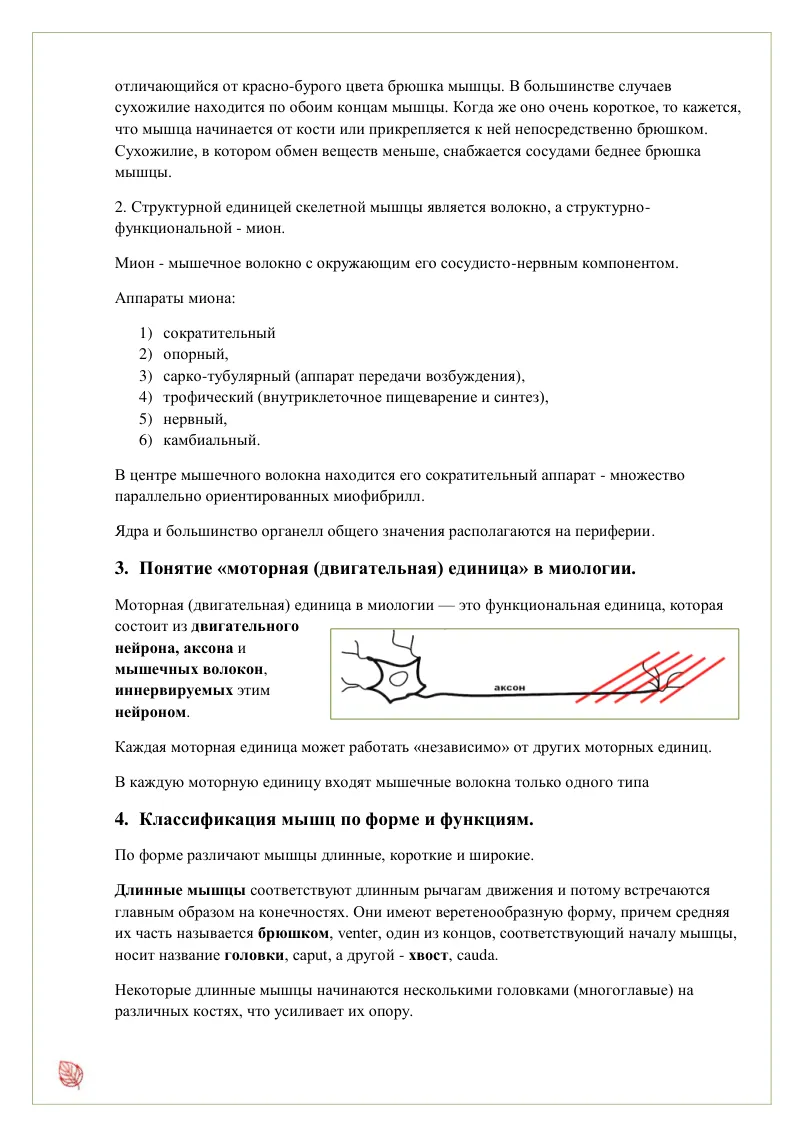 отличающийся от красно-бурого цвета брюшка мышцы. В большинстве случаев
сухожилие находится по обоим концам мышцы. Когда же оно очень короткое, то кажется,
что мышца начинается от кости или прикрепляется к ней непосредственно брюшком.
Сухожилие, в котором обмен веществ меньше, снабжается сосудами беднее брюшка
мышцы.
2. Структурной единицей скелетной мышцы является волокно, а структурно-
функциональной - мион.
Мион - мышечное волокно с окружающим его сосудисто-нервным компонентом.
Аппараты миона:
1) сократительный
2) опорный,
3) сарко-тубулярный (аппарат передачи возбуждения),
4) трофический (внутриклеточное пищеварение и синтез),
5) нервный,
6) камбиальный.
В центре мышечного волокна находится его сократительный аппарат - множество
параллельно ориентированных миофибрилл.
Ядра и большинство органелл общего значения располагаются на периферии.
3. Понятие «моторная (двигательная) единица» в миологии.
Моторная (двигательная) единица в миологии — это функциональная единица, которая
состоит из двигательного
нейрона, аксона и
мышечных волокон,
иннервируемых этим
нейроном.
аксон
Каждая моторная единица может работать «независимо» от других моторных единиц.
В каждую моторную единицу входят мышечные волокна только одного типа
4. Классификация мышц по форме и функциям.
По форме различают мышцы длинные, короткие и широкие.
Длинные мышцы соответствуют длинным рычагам движения и потому встречаются
главным образом на конечностях. Они имеют веретенообразную форму, причем средняя
их часть называется брюшком, venter, один из концов, соответствующий началу мышцы,
носит название головки, caput, а другой - хвост, cauda.
Некоторые длинные мышцы начинаются несколькими головками (многоглавые) на
различных костях, что усиливает их опору.